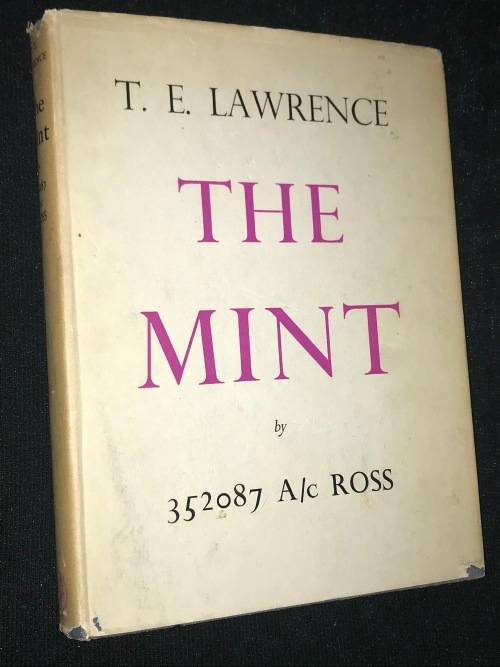 T. E. LAWRENCE
THE
MINT
by
352087 A/c ROSS